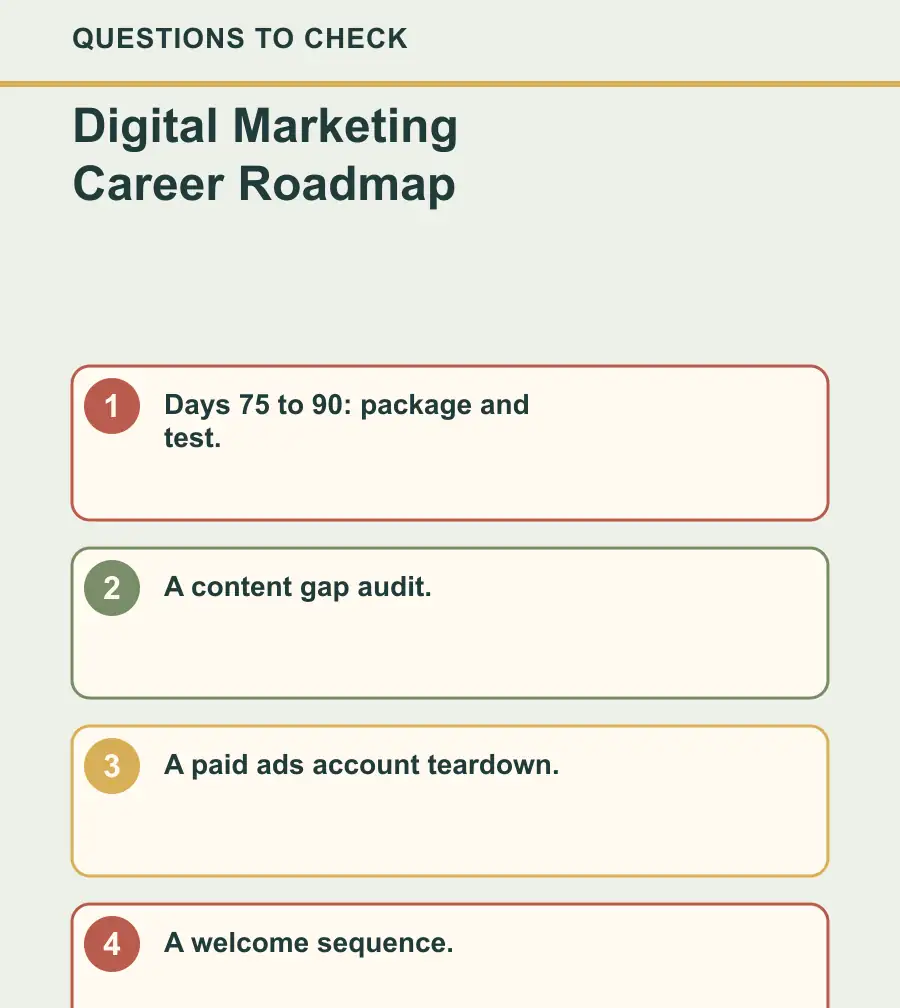 QUESTIONS TO CHECK
Digital Marketing
Career Roadmap
1
Days 75 to 90: package and
test.
2
A content gap audit.
3
A paid ads account teardown.
4
A welcome sequence.